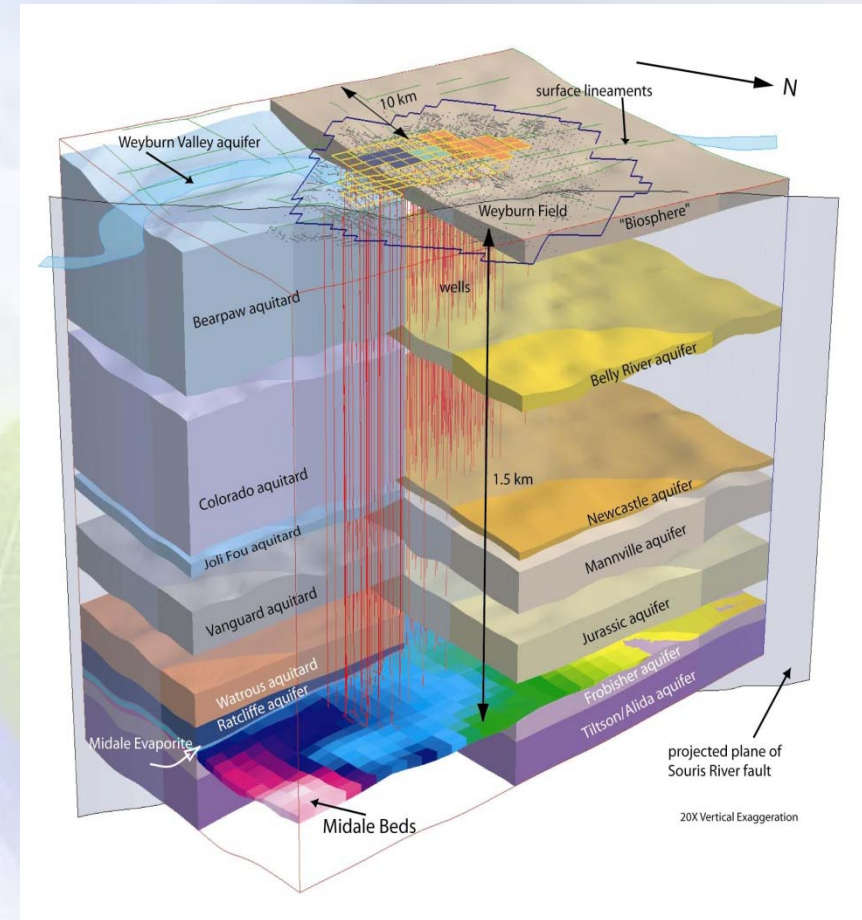 N
10 km
surface lineaments
Weyburn Valley aquifer
Weyburn Field
"Biosphere"
wells
Bearpaw aquitard
Belly River aquifer
1.5 km
Colorado aquitard
Newcastle aquifer
Joli Fou aquitard
Mannville aquifer
Vanguard aquitard
Jurassic aquifer
Watrous aquitard
Ratcliffe aquifer
Frobisher aquifer
Midale Evaporite
Tiltson/Alida aquifer
projected plane of
Souris River fault
Midale Beds
20X Vertical Exaggeration